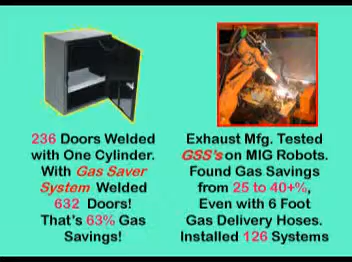 236 Doors Welded
with One Cylinder.
With Gas Saver
System Welded
632 Doors!
That's 63% Gas
Savings!
Exhaust Mfg. Tested
GSS's on MIG Robots.
Found Gas Savings
from 25 to 40+%,
Even with 6 Foot
Gas Delivery Hoses.
Installed 126 Systems